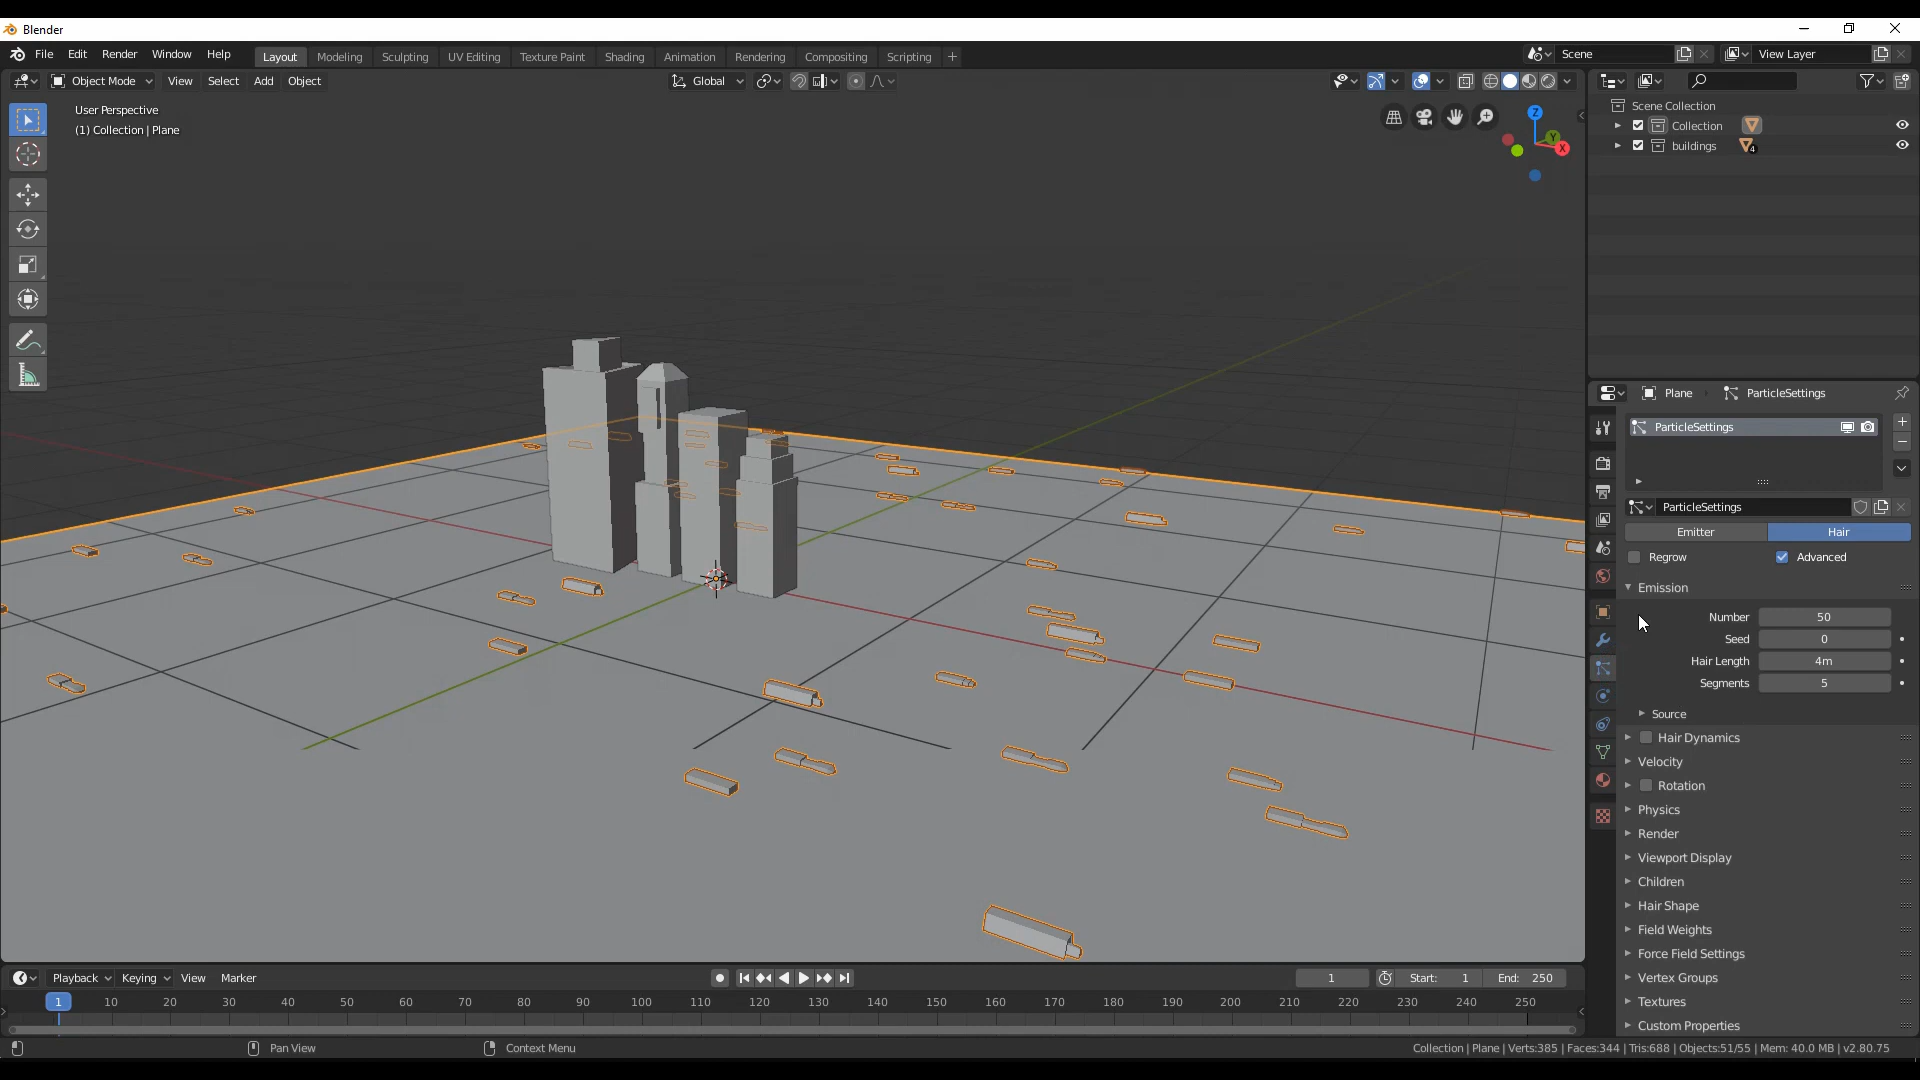 Blender
File Edit Render Window Help
Layout Modeling Sculpting UV Editing Texture Paint Shading Animation Rendering Compositing Scripting +
Scene
View Layer
Object Mode View Select Add Object
Global
User Perspective
(1) Collection | Plane
Z
Y
X
Scene Collection
Collection
buildings 4
Plane ParticleSettings
ParticleSettings
ParticleSettings
Emitter Hair
Regrow Advanced
Emission
Number 50
Seed 0
Hair Length 4m
Segments 5
Source
Hair Dynamics
Velocity
Rotation
Physics
Render
Viewport Display
Children
Hair Shape
Field Weights
Force Field Settings
Vertex Groups
Textures
Custom Properties
Playback Keying View Marker
1 Start: 1 End: 250
1 10 20 30 40 50 60 70 80 90 100 110 120 130 140 150 160 170 180 190 200 210 220 230 240 250
Pan View Context Menu
Collection | Plane | Verts:385 | Faces:344 | Tris:688 | Objects:51/55 | Mem: 40.0 MB | v2.80.75